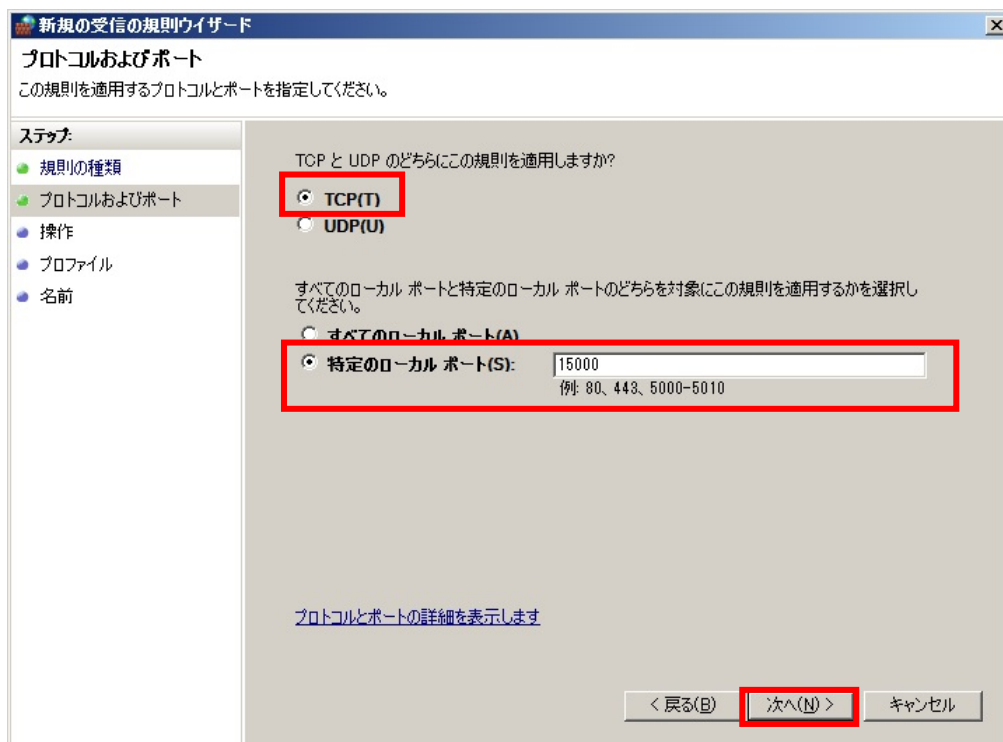 新規の受信の規則ウィザード
プロトコルおよびポート
この規則を適用するプロトコルとポートを指定してください。
ステップ:
規則の種類
プロトコルおよびポート
操作
プロファイル
名前
TCP と UDP のどちらにこの規則を適用しますか?
TCP(T)
UDP(U)
すべてのローカル ポートと特定のローカル ポートのどちらを対象にこの規則を適用するかを選択し
てください。
すべてのローカル ポート(A)
特定のローカル ポート(S):
15000
例: 80、443、5000-5010
プロトコルとポートの詳細を表示します
< 戻る(B)
次へ(N) >
キャンセル